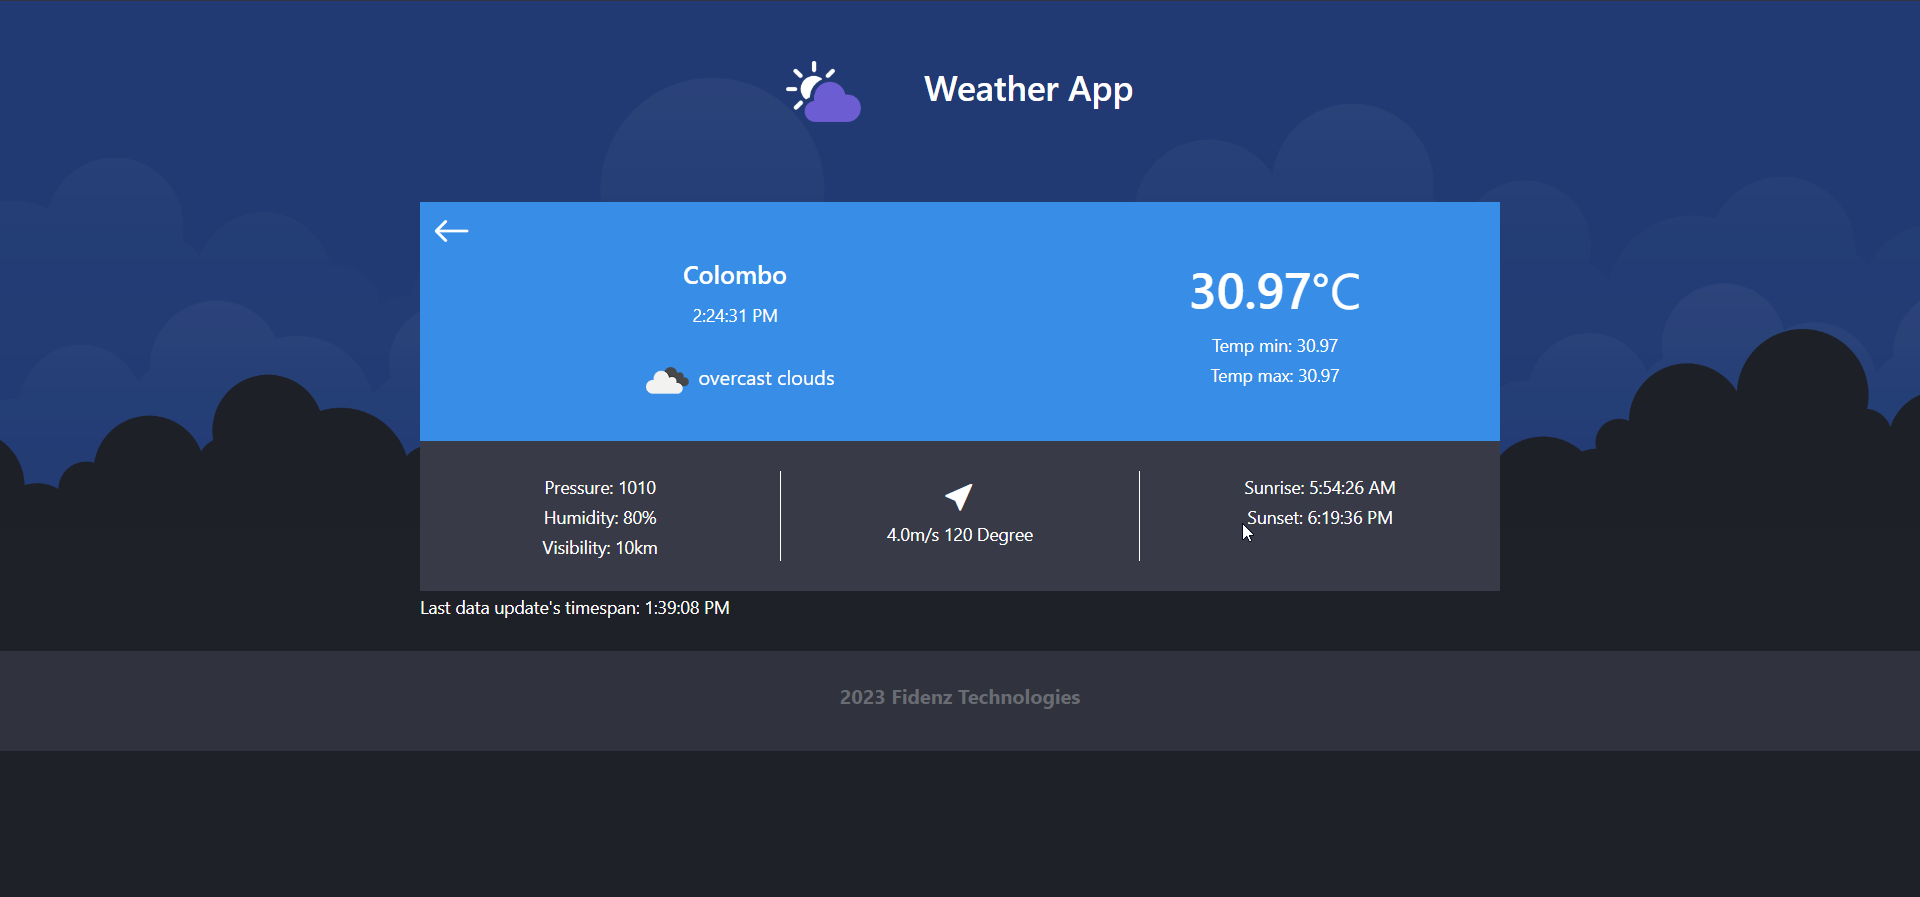 Weather App
Colombo
2:24:31 PM
overcast clouds
30.97°C
Temp min: 30.97
Temp max: 30.97
Pressure: 1010
Humidity: 80%
Visibility: 10km
4.0m/s 120 Degree
Sunrise: 5:54:26 AM
Sunset: 6:19:36 PM
Last data update's timespan: 1:39:08 PM
2023 Fidenz Technologies